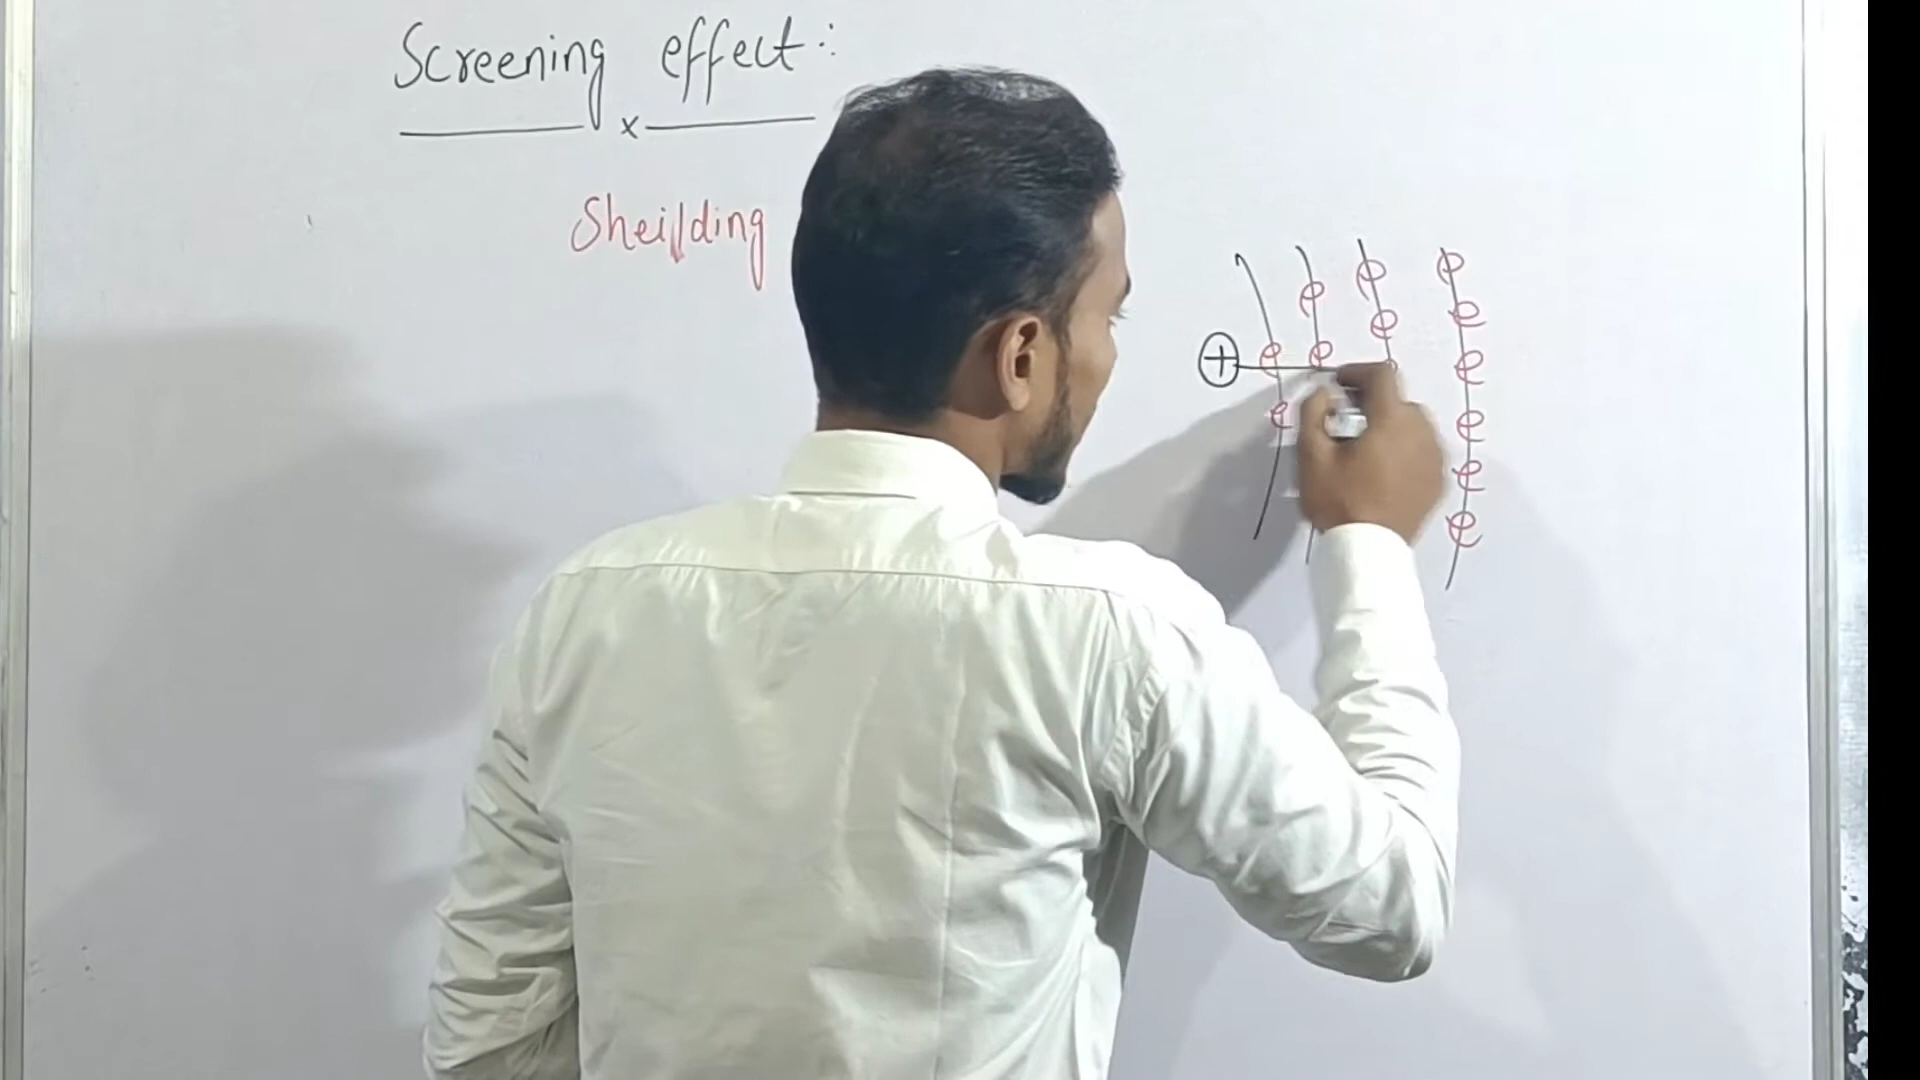 Screening effect :
x
Sheilding
+
e e e e
e e e
e e e
e e
e
e